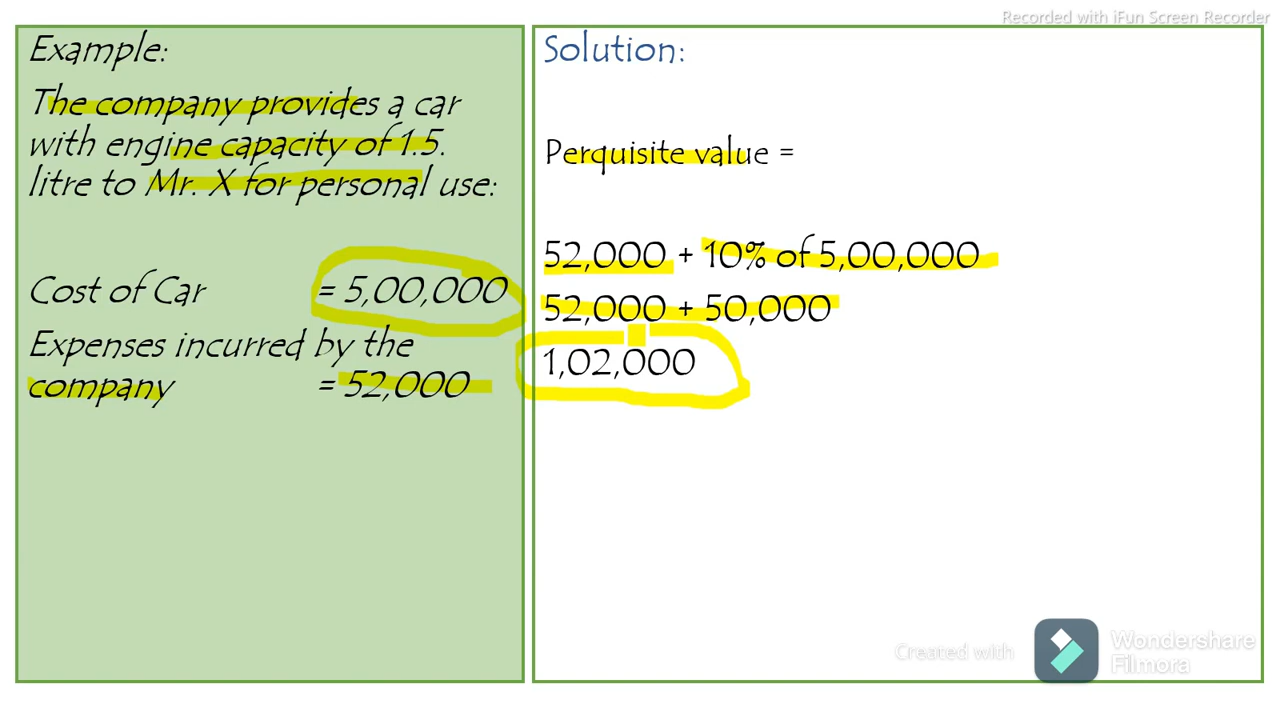 Recorded with iFun Screen Recorder
Example:
The company provides a car
with engine capacity of 1.5.
litre to Mr. X for personal use:
Cost of Car = 5,00,000
Expenses incurred by the
company = 52,000
Solution:
Perquisite value =
52,000 + 10% of 5,00,000
52,000 + 50,000
1,02,000
Created with
Wondershare
Filmora